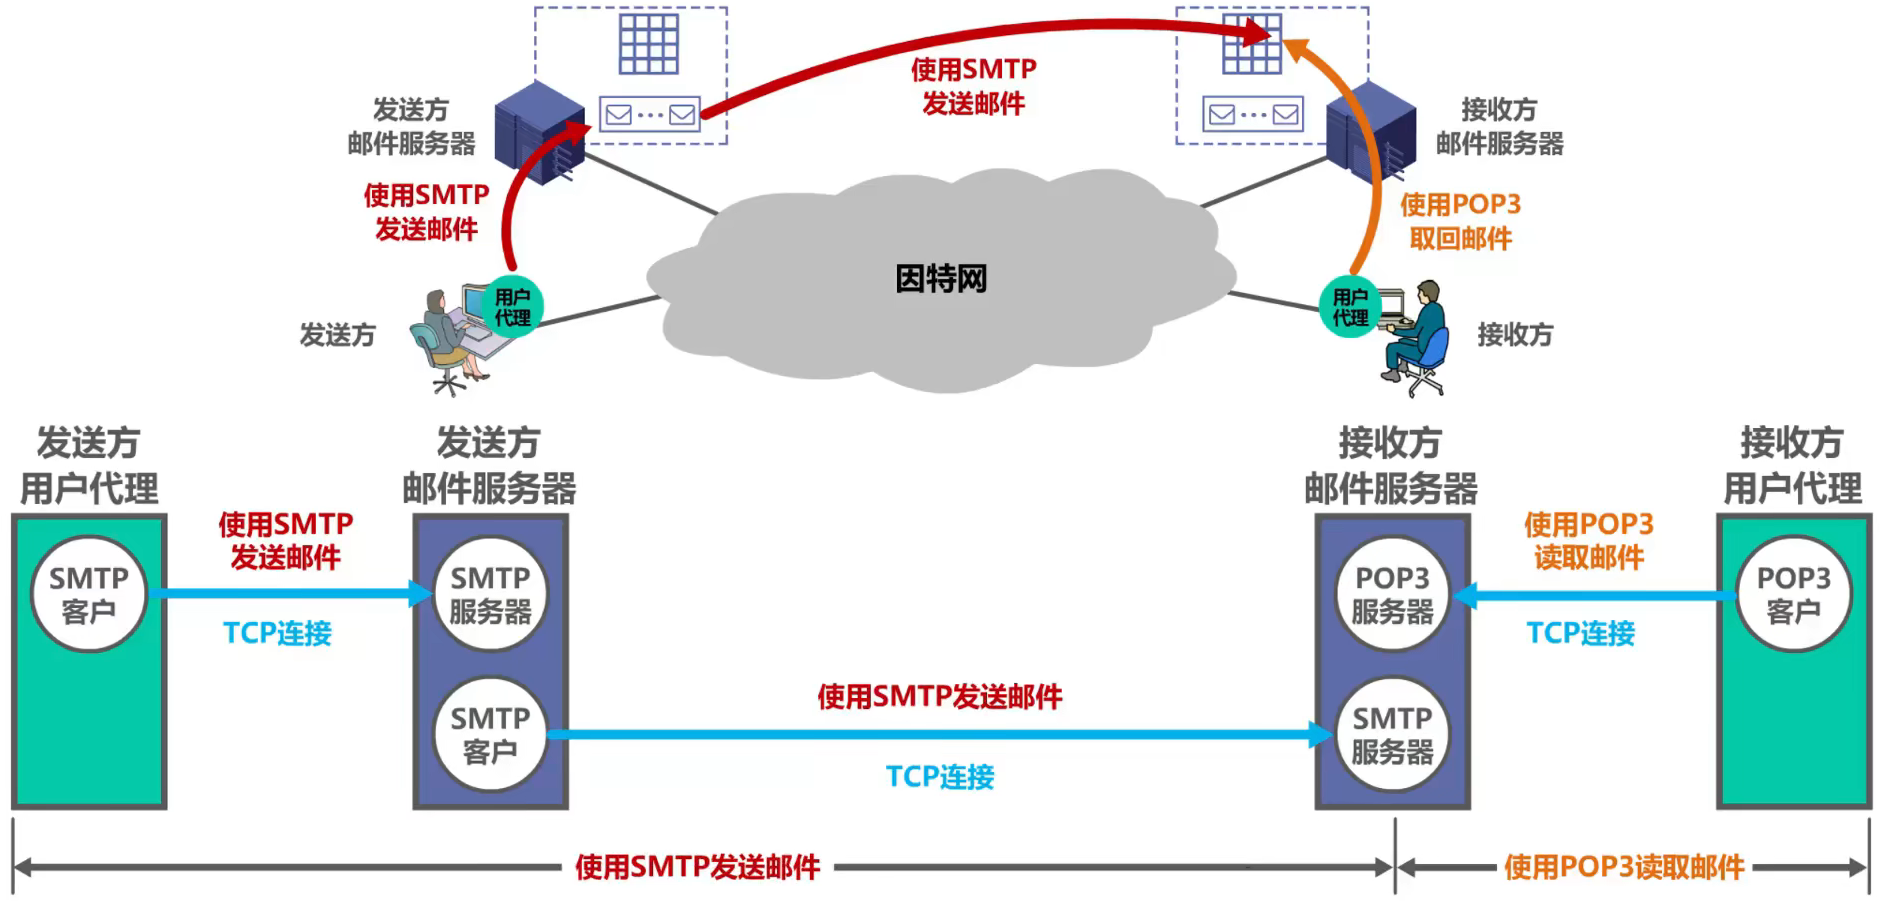 使用SMTP
发送邮件
发送方
邮件服务器
接收方
邮件服务器
使用SMTP
发送邮件
使用POP3
取回邮件
因特网
用户
代理
用户
代理
发送方
接收方
发送方
用户代理
发送方
邮件服务器
接收方
邮件服务器
接收方
用户代理
使用SMTP
发送邮件
使用POP3
读取邮件
SMTP
客户
SMTP
服务器
POP3
服务器
POP3
客户
TCP连接
TCP连接
使用SMTP发送邮件
SMTP
客户
SMTP
服务器
TCP连接
使用SMTP发送邮件
使用POP3读取邮件